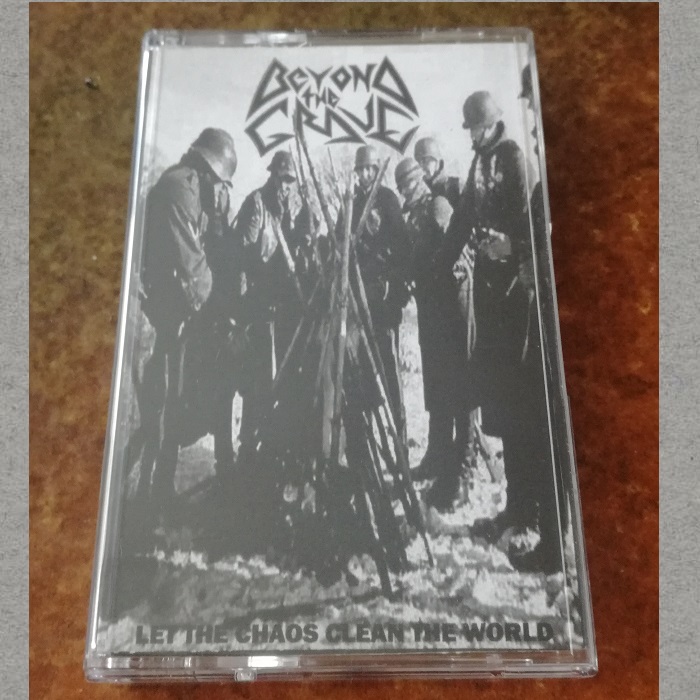 BEYOND
THE
GRAVE
LET THE CHAOS CLEAN THE WORLD